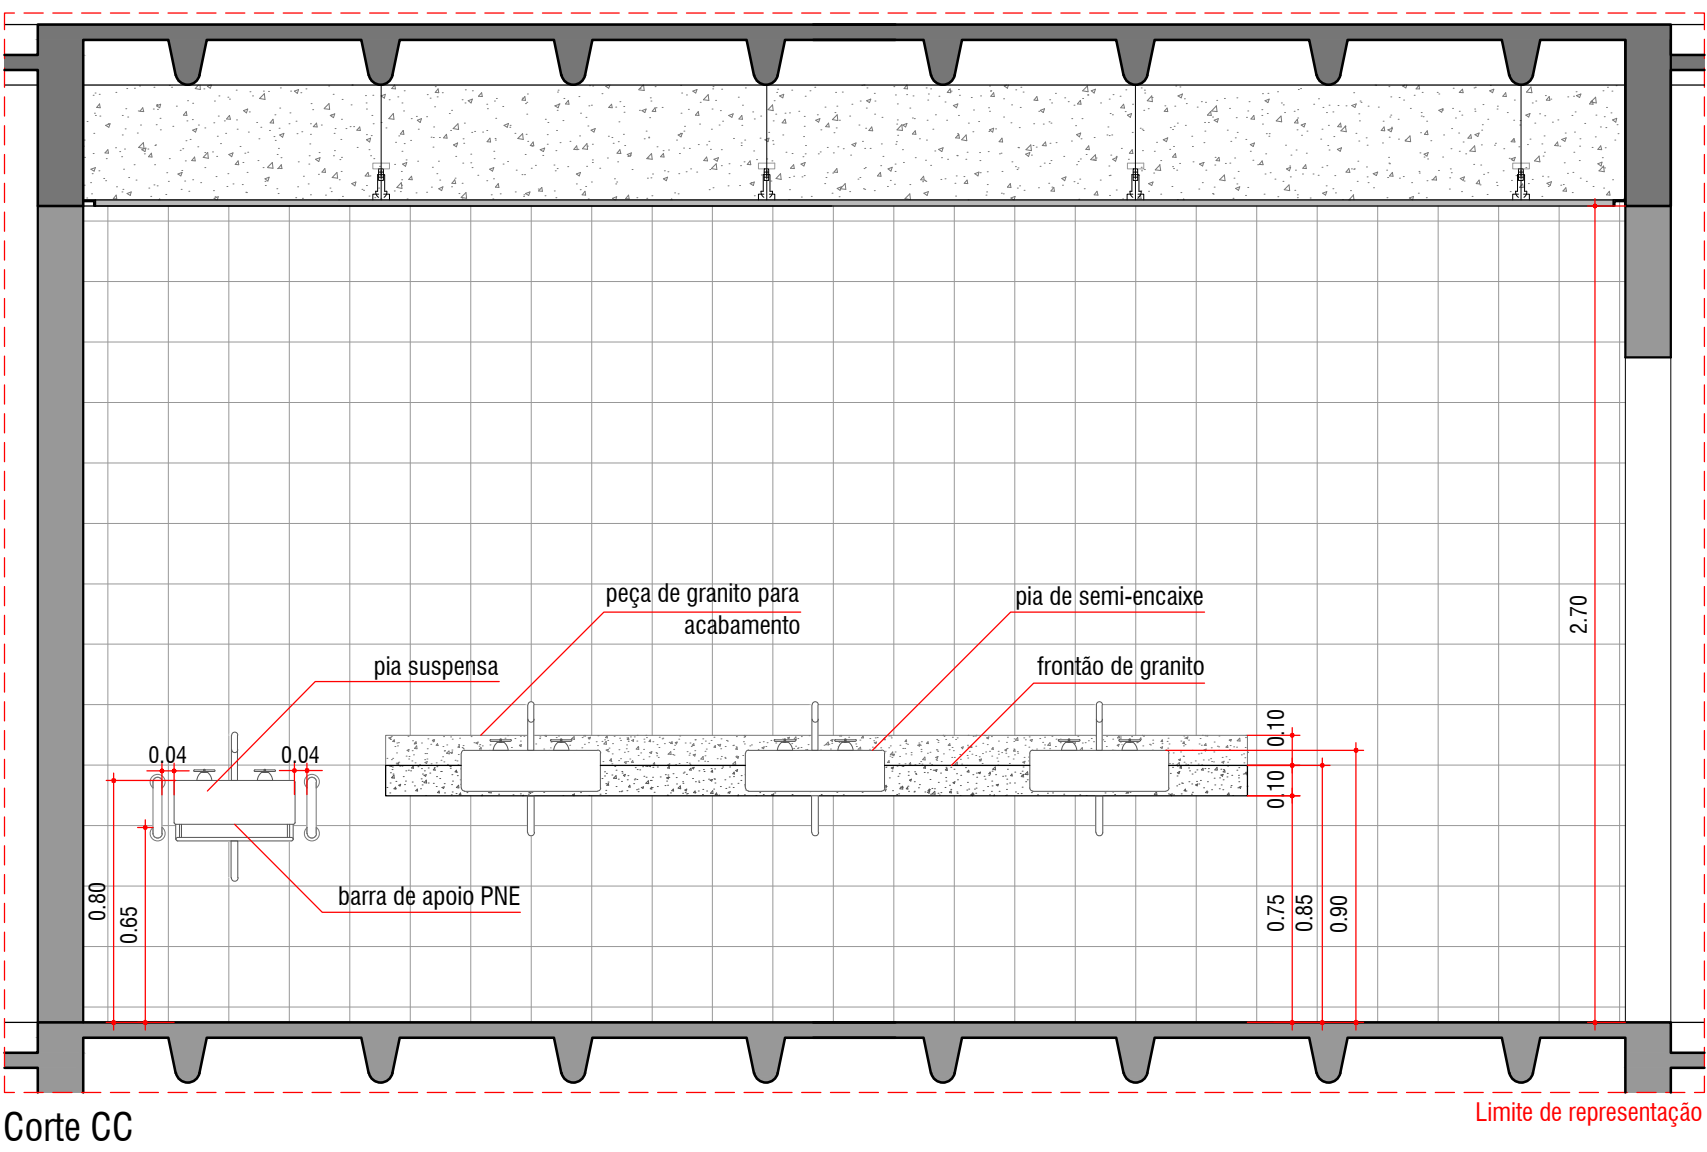 peça de granito para
acabamento
pia de semi-encaixe
2.70
pia suspensa
frontão de granito
0.04
0.04
0.10
0.10
barra de apoio PNE
0.80
0.65
0.75
0.85
0.90
Limite de representação
Corte CC